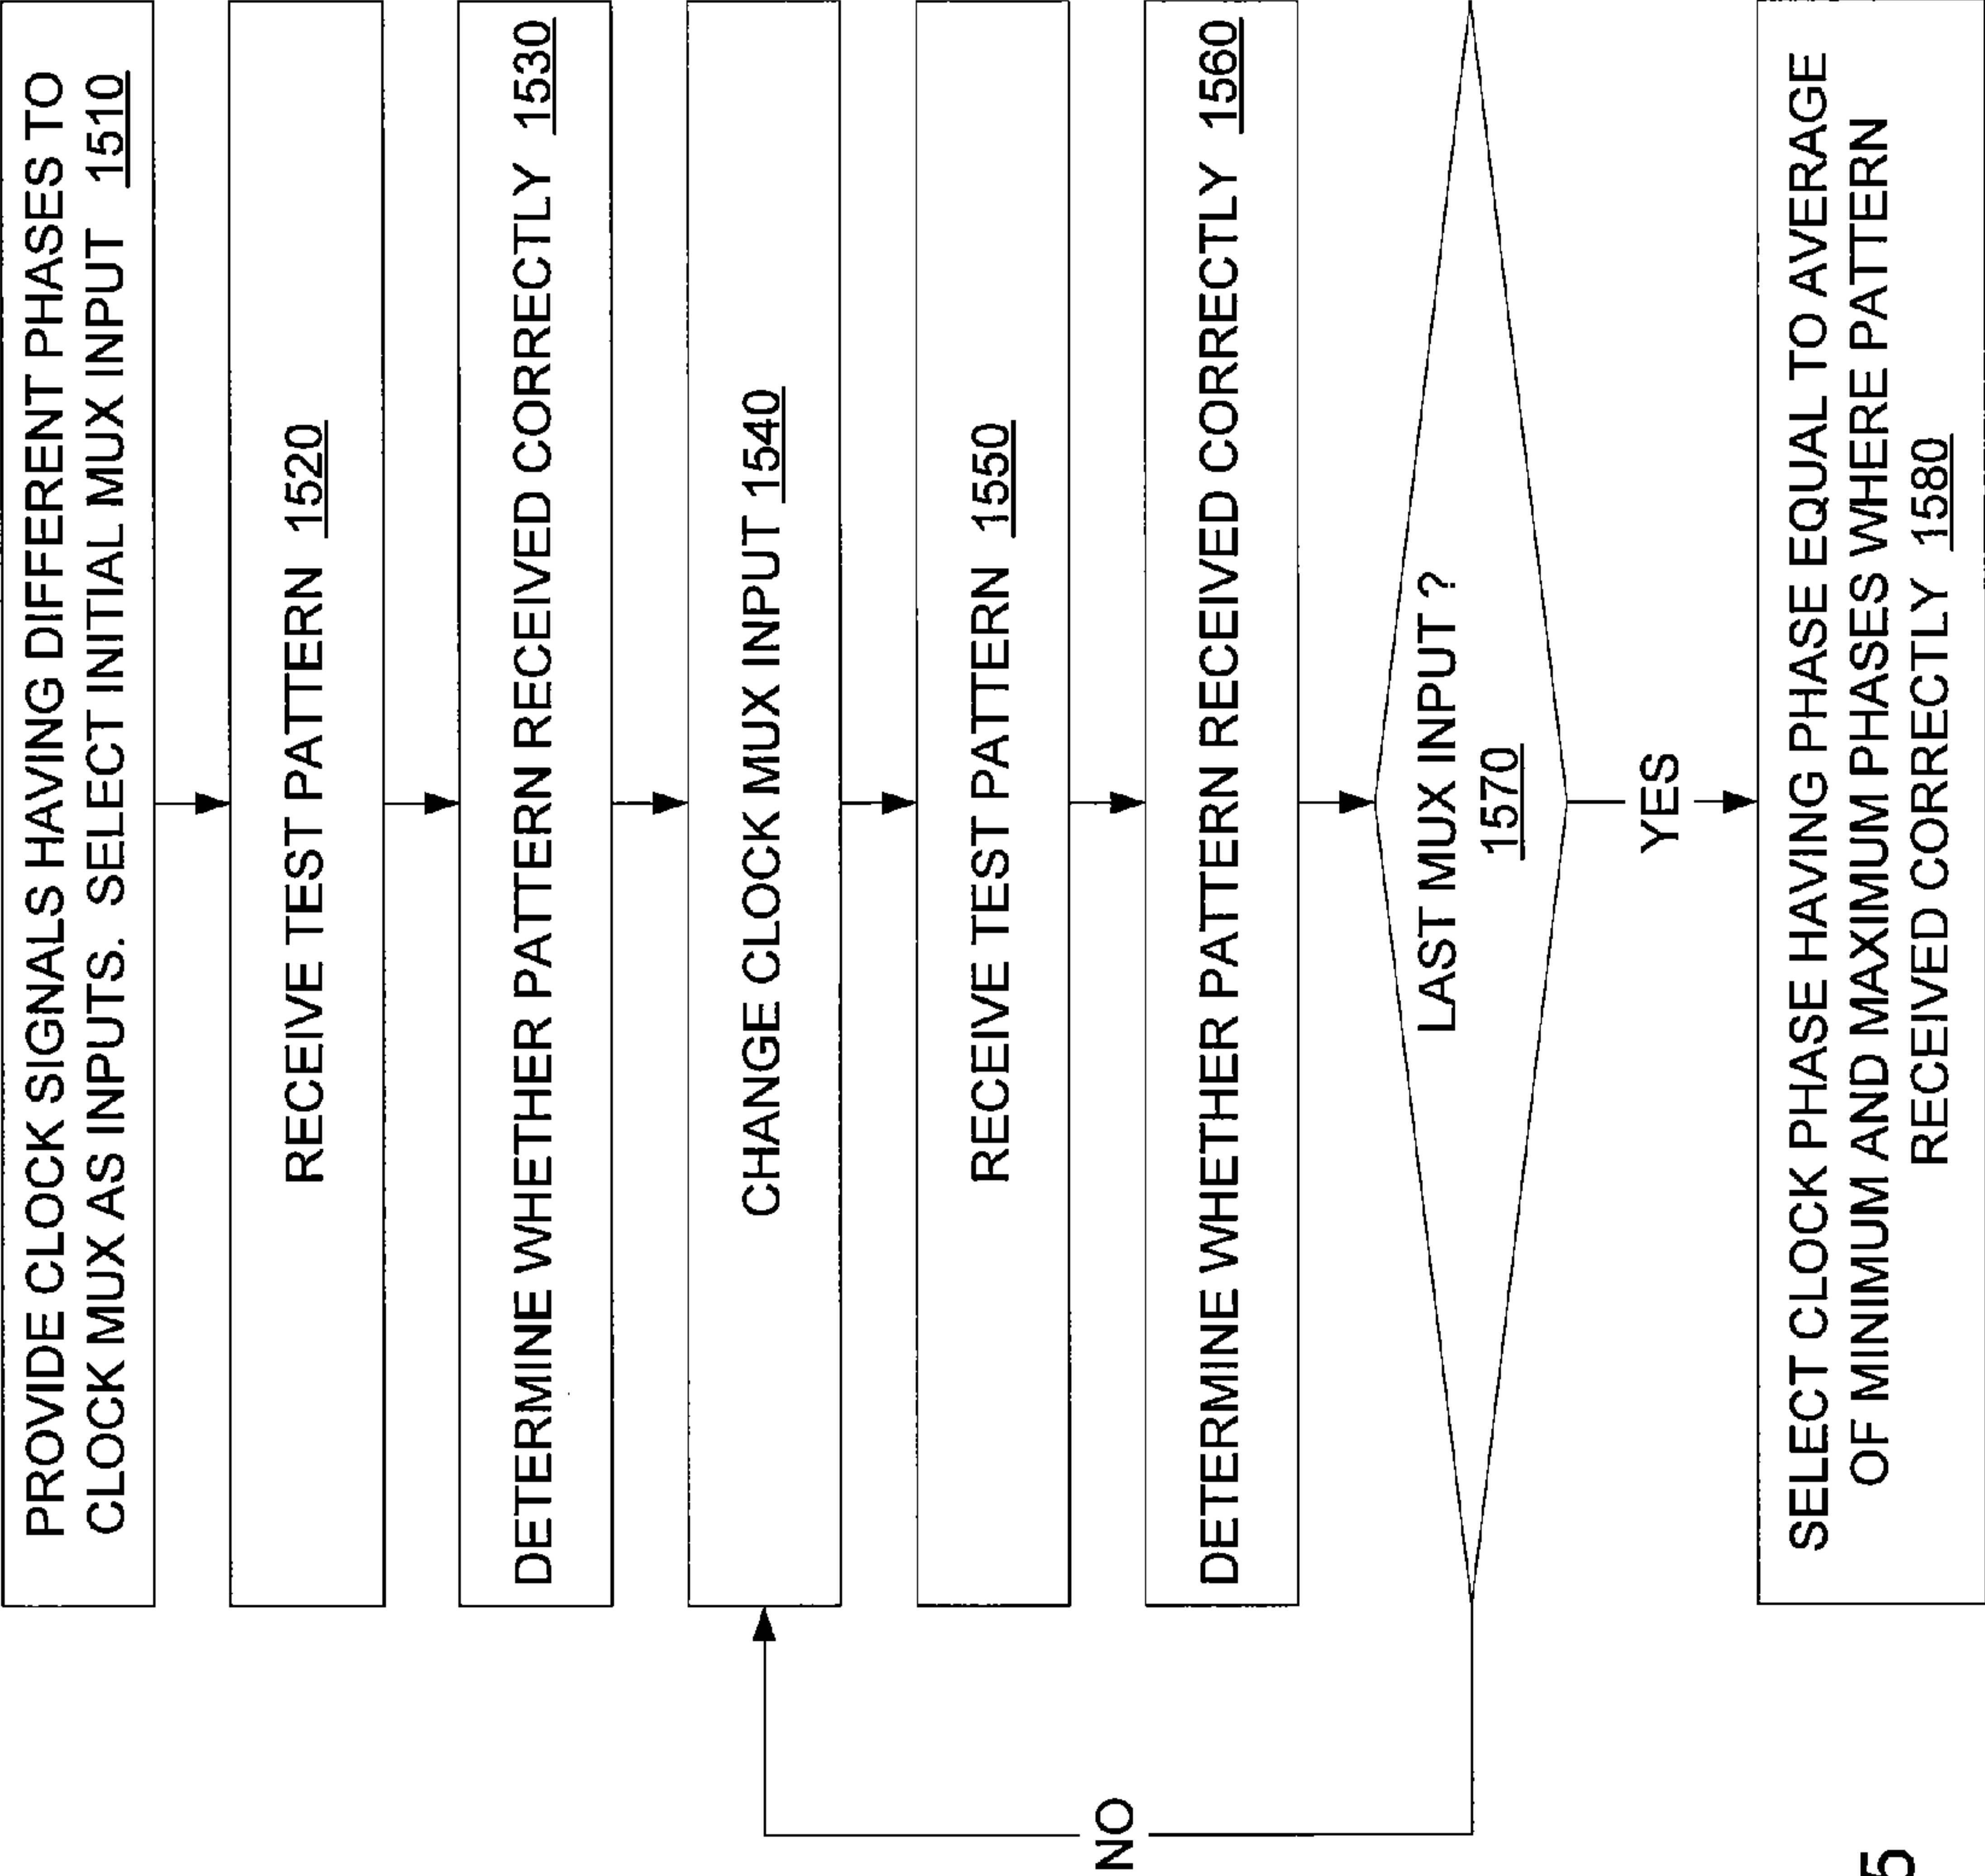 PROVIDE CLOCK SIGNALS HAVING DIFFERENT PHASES TO
CLOCK MUX AS INPUTS. SELECT INITIAL MUX INPUT 1510
RECEIVE TEST PATTERN 1520
DETERMINE WHETHER PATTERN RECEIVED CORRECTLY 1530
CHANGE CLOCK MUX INPUT 1540
RECEIVE TEST PATTERN 1550
DETERMINE WHETHER PATTERN RECEIVED CORRECTLY 1560
LAST MUX INPUT ?
1570
NO
YES
SELECT CLOCK PHASE HAVING PHASE EQUAL TO AVERAGE
OF MINIMUM AND MAXIMUM PHASES WHERE PATTERN
RECEIVED CORRECTLY 1580
5